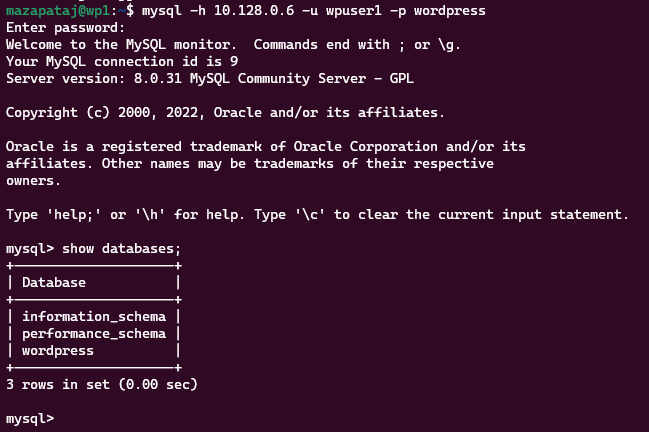 mazapataj@wp1:~$ mysql -h 10.128.0.6 -u wpuser1 -p wordpress
Enter password:
Welcome to the MySQL monitor.  Commands end with ; or \g.
Your MySQL connection id is 9
Server version: 8.0.31 MySQL Community Server - GPL

Copyright (c) 2000, 2022, Oracle and/or its affiliates.

Oracle is a registered trademark of Oracle Corporation and/or its
affiliates. Other names may be trademarks of their respective
owners.

Type 'help;' or '\h' for help. Type '\c' to clear the current input statement.

mysql> show databases;
+--------------------+
| Database           |
+--------------------+
| information_schema |
| performance_schema |
| wordpress          |
+--------------------+
3 rows in set (0.00 sec)

mysql>